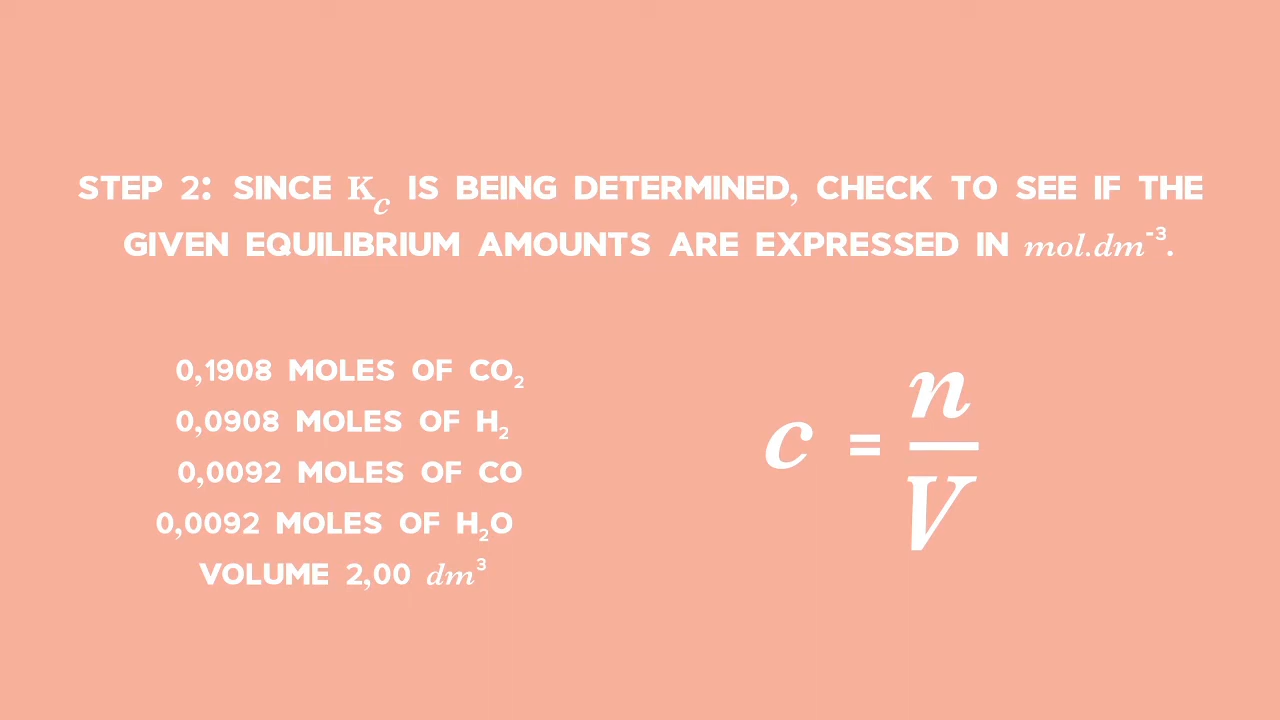 STEP 2: SINCE K_c IS BEING DETERMINED, CHECK TO SEE IF THE
GIVEN EQUILIBRIUM AMOUNTS ARE EXPRESSED IN mol.dm⁻³.
0,1908 MOLES OF CO₂
0,0908 MOLES OF H₂
0,0092 MOLES OF CO
0,0092 MOLES OF H₂O
VOLUME 2,00 dm³
c = n/V